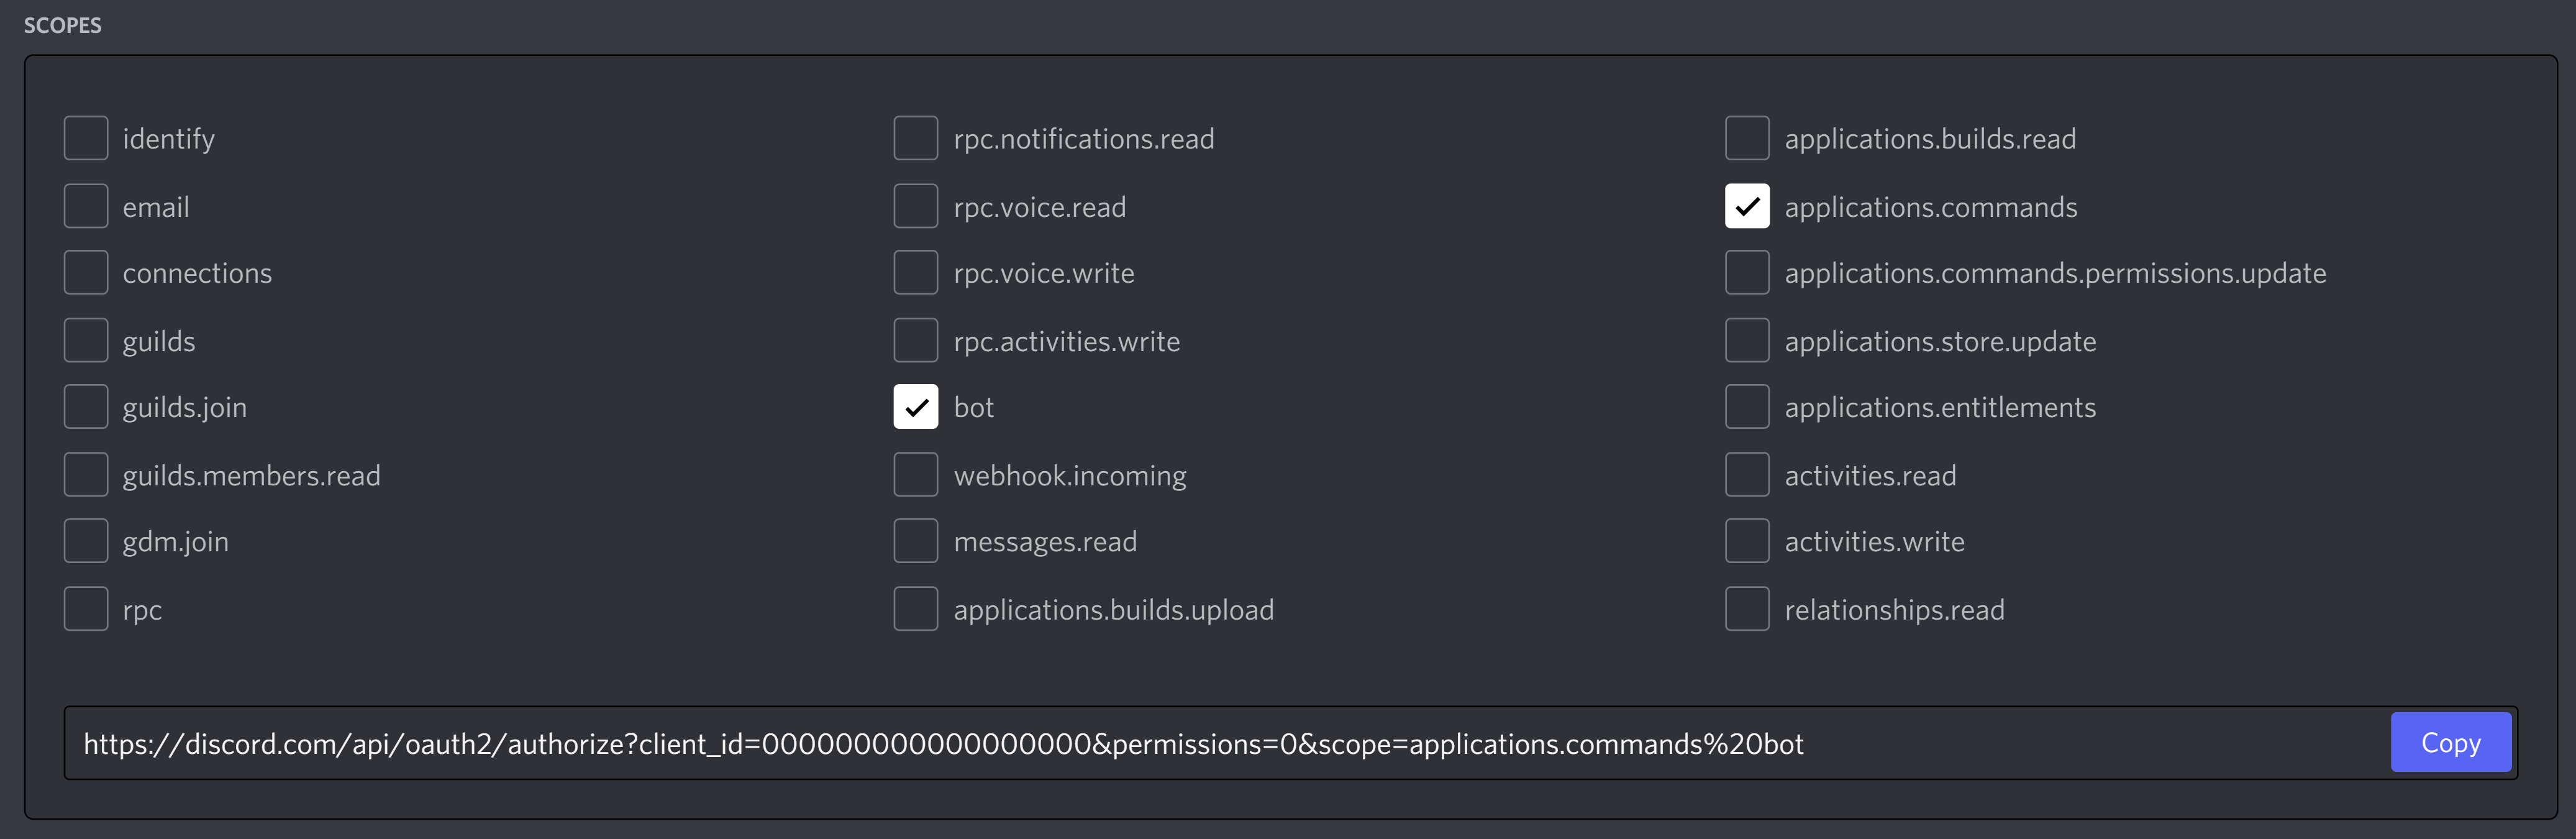 SCOPES
identify
email
connections
guilds
guilds.join
guilds.members.read
gdm.join
rpc
rpc.notifications.read
rpc.voice.read
rpc.voice.write
rpc.activities.write
bot
webhook.incoming
messages.read
applications.builds.upload
applications.builds.read
applications.commands
applications.commands.permissions.update
applications.store.update
applications.entitlements
activities.read
activities.write
relationships.read
https://discord.com/api/oauth2/authorize?client_id=000000000000000000&permissions=0&scope=applications.commands%20bot
Copy